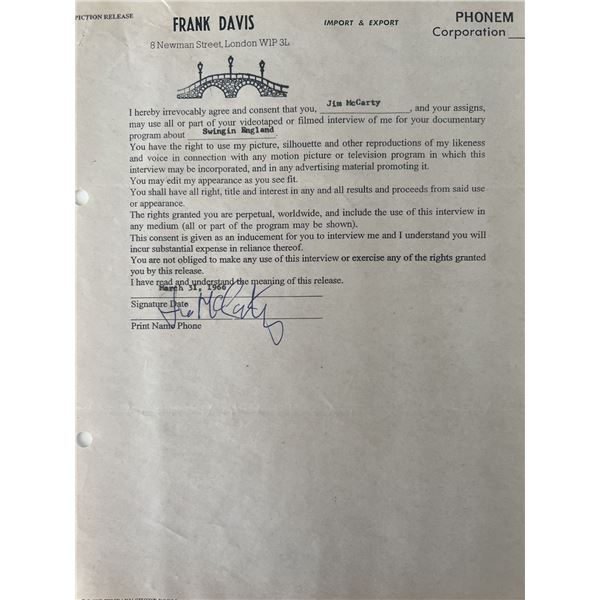 PICTION RELEASE
FRANK DAVIS
IMPORT & EXPORT
PHONEM
Corporation
8 Newman Street, London W1P 3L
I hereby irrevocably agree and consent that you, Jim McCarty, and your assigns,
may use all or part of your videotaped or filmed interview of me for your documentary
program about Swingin England.
You have the right to use my picture, silhouette and other reproductions of my likeness
and voice in connection with any motion picture or television program in which this
interview may be incorporated, and in any advertising material promoting it.
You may edit my appearance as you see fit.
You shall have all right, title and interest in any and all results and proceeds from said use
or appearance.
The rights granted you are perpetual, worldwide, and include the use of this interview in
any medium (all or part of the program may be shown).
This consent is given as an inducement for you to interview me and I understand you will
incur substantial expense in reliance thereof.
You are not obliged to make any use of this interview or exercise any of the rights granted
you by this release.
I have read and understand the meaning of this release.
March 31, 1966
Signature Date
Jim McCarty
Print Name Phone